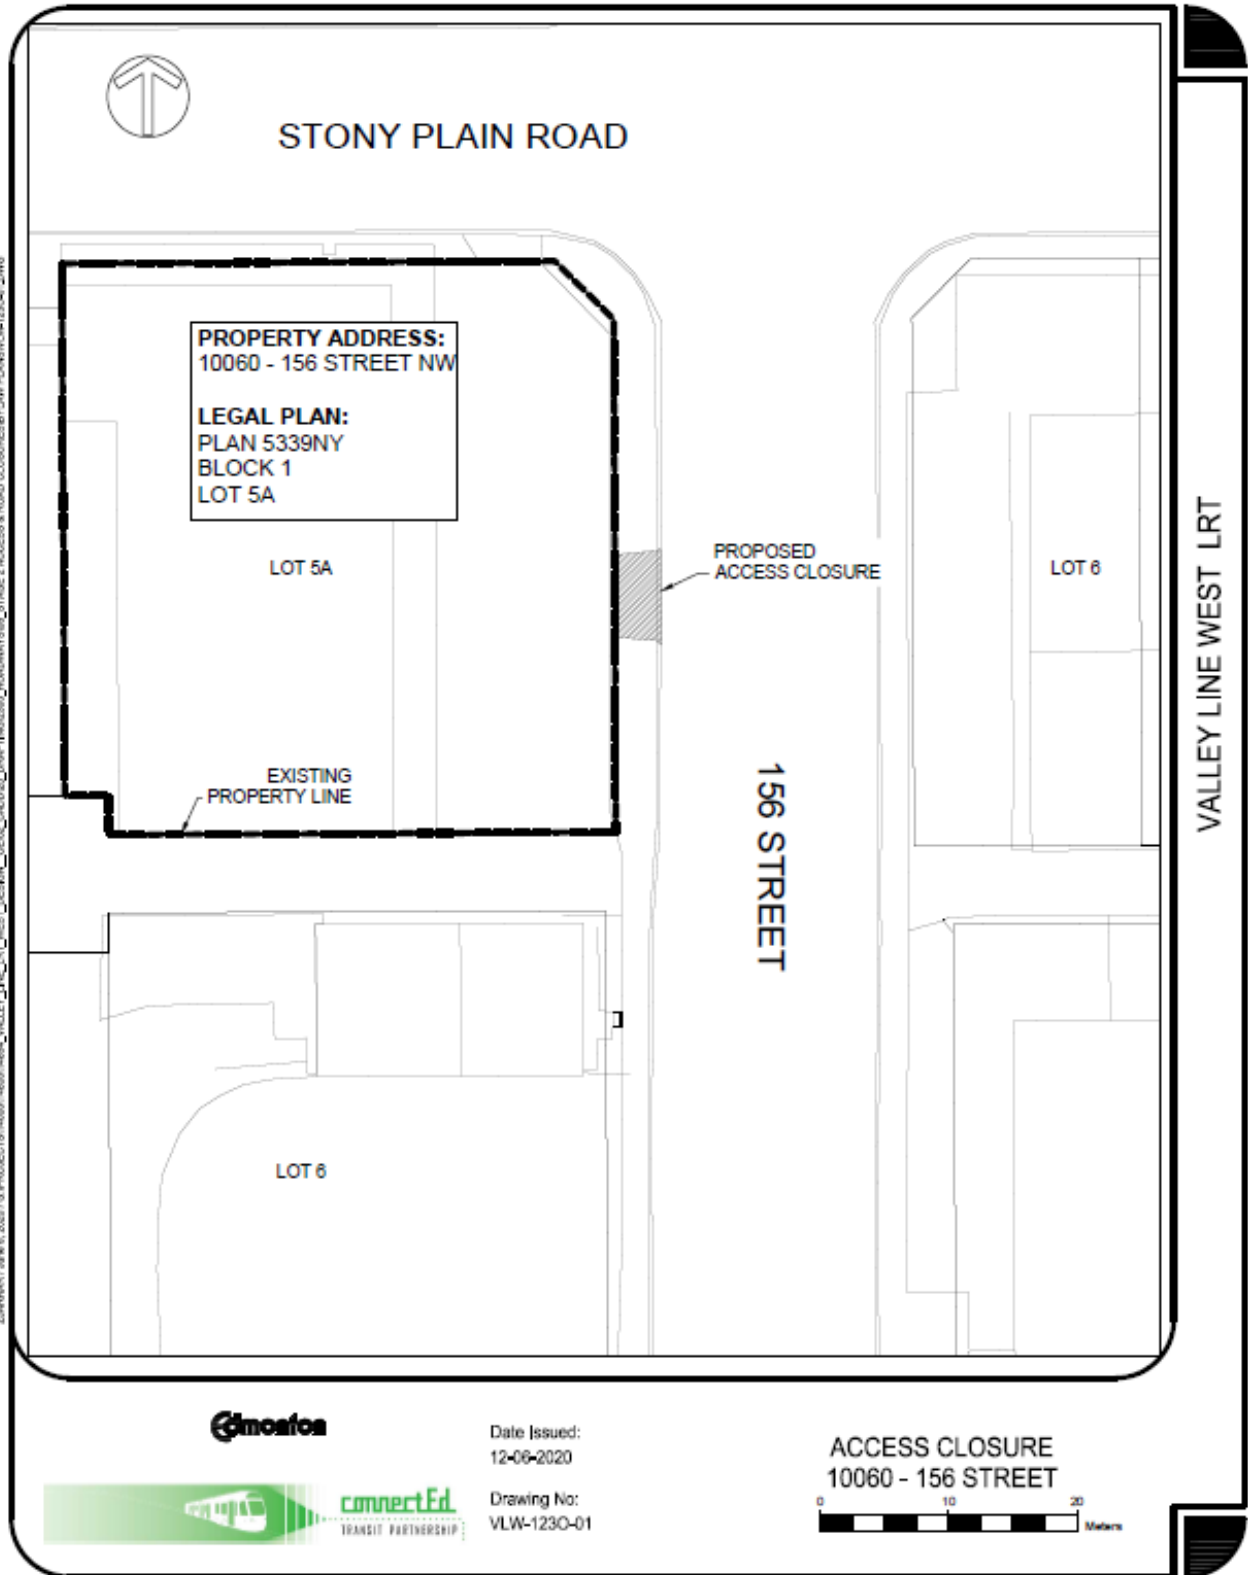 STONY PLAIN ROAD
PROPERTY ADDRESS:
10060 - 156 STREET NW
LEGAL PLAN:
PLAN 5339NY
BLOCK 1
LOT 5A
LOT 5A
PROPOSED
ACCESS CLOSURE
LOT 6
EXISTING
PROPERTY LINE
156 STREET
LOT 6
VALLEY LINE WEST LRT
Edmonton
connectEd
TRANSIT PARTNERSHIP
Date Issued:
12-06-2020
Drawing No:
VLW-123O-01
ACCESS CLOSURE
10060 - 156 STREET
0 10 20
Meters